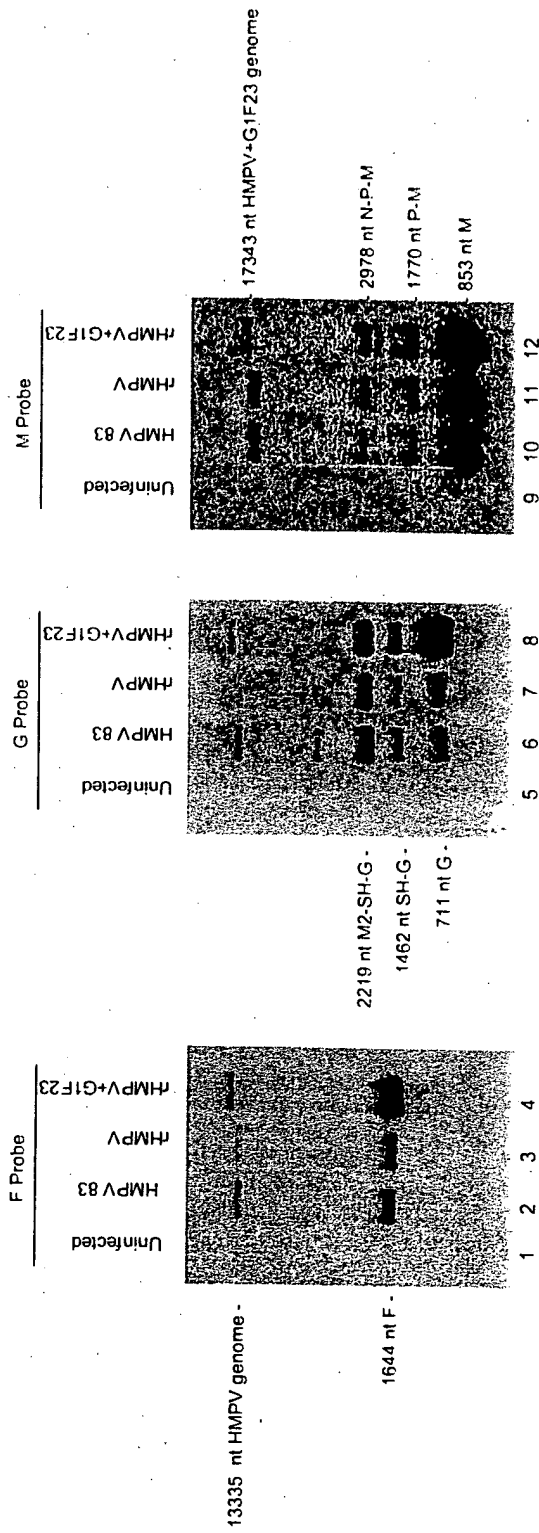 F Probe
Uninfected
HMPV 83
rHMPV
rHMPV+G1F23
13335 nt HMPV genome -
1644 nt F -
1
2
3
4
G Probe
Uninfected
HMPV 83
rHMPV
rHMPV+G1F23
2219 nt M2-SH-G -
1462 nt SH-G -
711 nt G -
5
6
7
8
M Probe
Uninfected
HMPV 83
rHMPV
rHMPV+G1F23
- 17343 nt HMPV+G1F23 genome
- 2978 nt N-P-M
- 1770 nt P-M
- 853 nt M
9
10
11
12